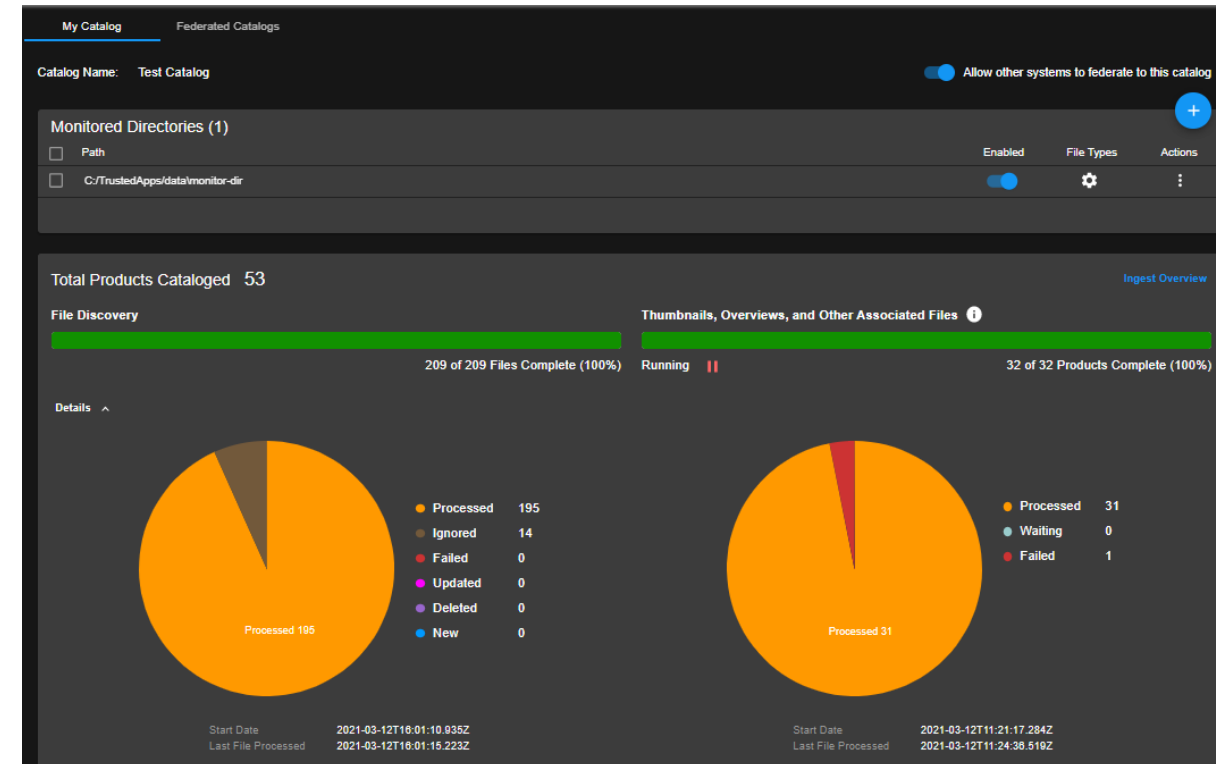 My Catalog Federated Catalogs
Catalog Name: Test Catalog Allow other systems to federate to this catalog
+
Monitored Directories (1)
Path Enabled File Types Actions
C:/TrustedApps/data\monitor-dir
Total Products Cataloged 53 Ingest Overview
File Discovery Thumbnails, Overviews, and Other Associated Files i
209 of 209 Files Complete (100%) Running 32 of 32 Products Complete (100%)
Details
Processed 195
Ignored 14
Failed 0
Updated 0
Deleted 0
New 0
Processed 195
Processed 31
Waiting 0
Failed 1
Processed 31
Start Date 2021-03-12T16:01:10.935Z
Last File Processed 2021-03-12T16:01:15.223Z
Start Date 2021-03-12T11:21:17.284Z
Last File Processed 2021-03-12T11:24:36.519Z